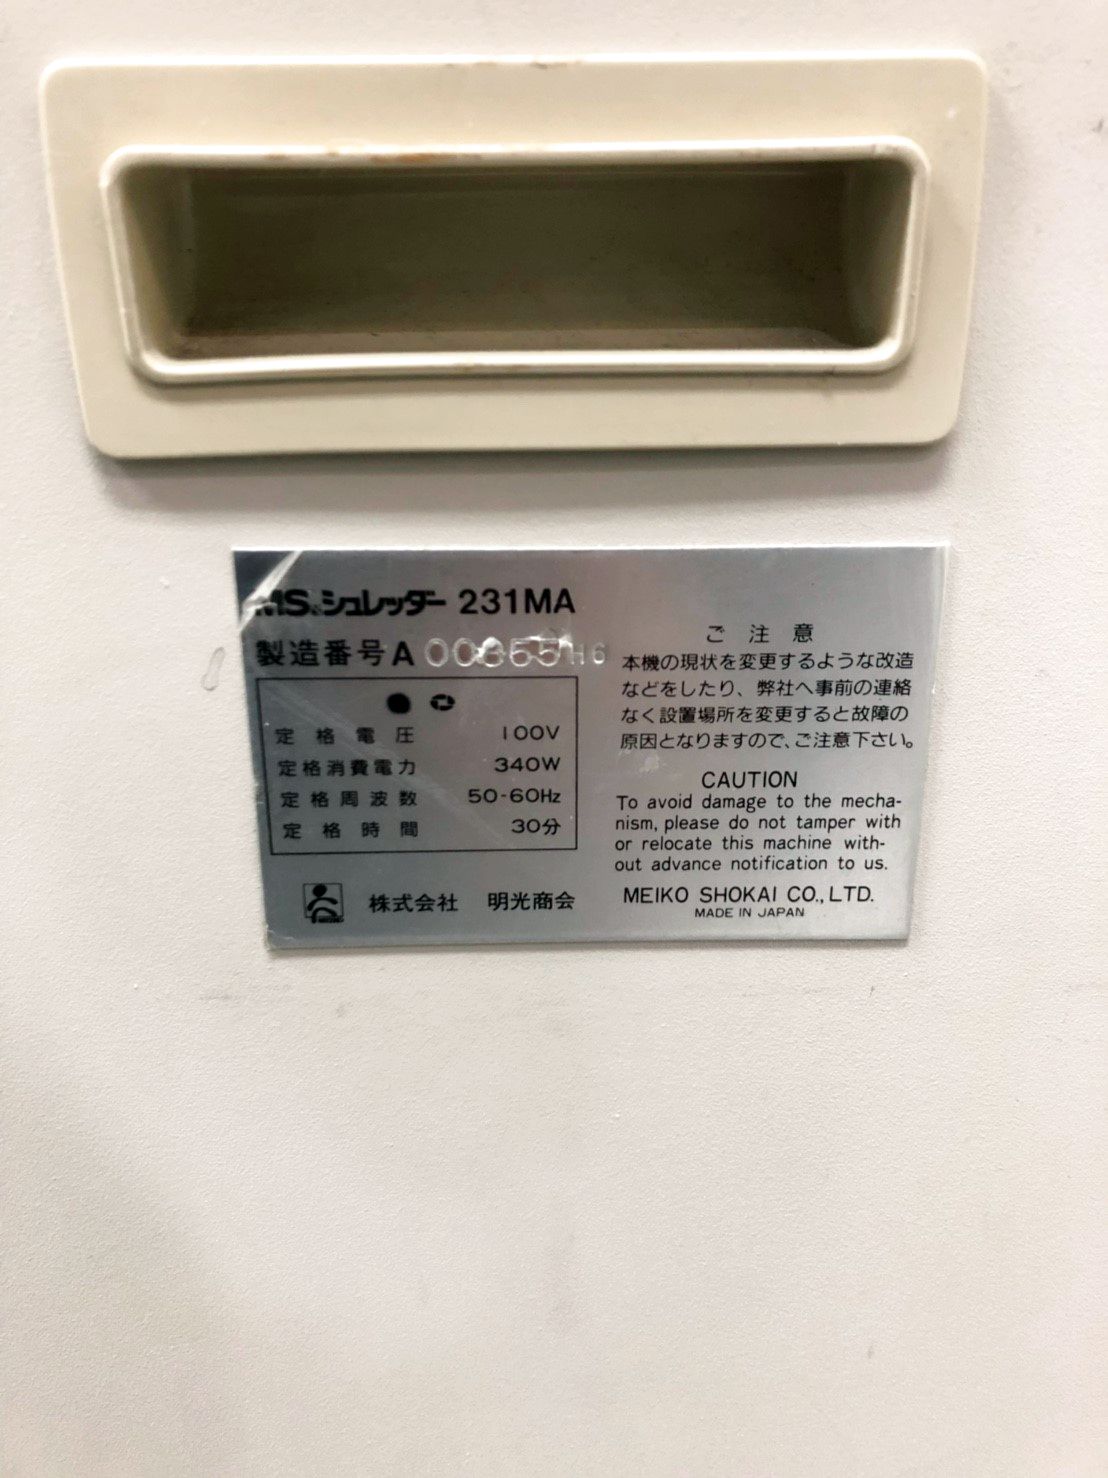 MS シュレッダー 231MA
製造番号 A 00355H6
定格電圧 100V
定格消費電力 340W
定格周波数 50-60Hz
定格時間 30分
株式会社 明光商会
ご注意
本機の現状を変更するような改造
などをしたり、弊社へ事前の連絡
なく設置場所を変更すると故障の
原因となりますので、ご注意下さい。
CAUTION
To avoid damage to the mecha-
nism, please do not tamper with
or relocate this machine with-
out advance notification to us.
MEIKO SHOKAI CO., LTD.
MADE IN JAPAN